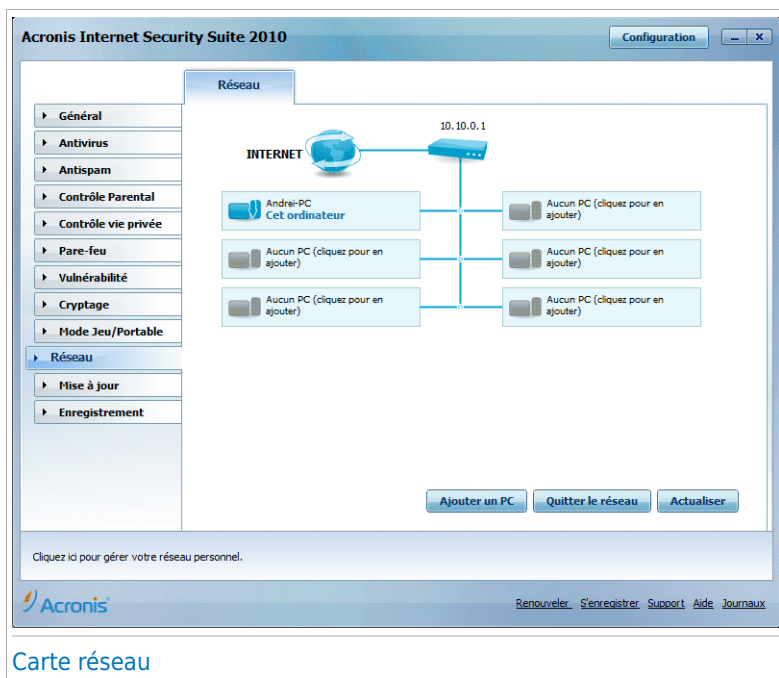 Acronis Internet Security Suite 2010
Configuration
Réseau
Général
Antivirus
Antispam
Contrôle Parental
Contrôle vie privée
Pare-feu
Vulnérabilité
Cryptage
Mode Jeu/Portable
Réseau
Mise à jour
Enregistrement
10.10.0.1
INTERNET
Andrei-PC
Cet ordinateur
Aucun PC (cliquez pour en
ajouter)
Aucun PC (cliquez pour en
ajouter)
Aucun PC (cliquez pour en
ajouter)
Aucun PC (cliquez pour en
ajouter)
Aucun PC (cliquez pour en
ajouter)
Ajouter un PC
Quitter le réseau
Actualiser
Cliquez ici pour gérer votre réseau personnel.
Acronis
Renouveler S'enregistrer Support Aide Journaux
Carte réseau